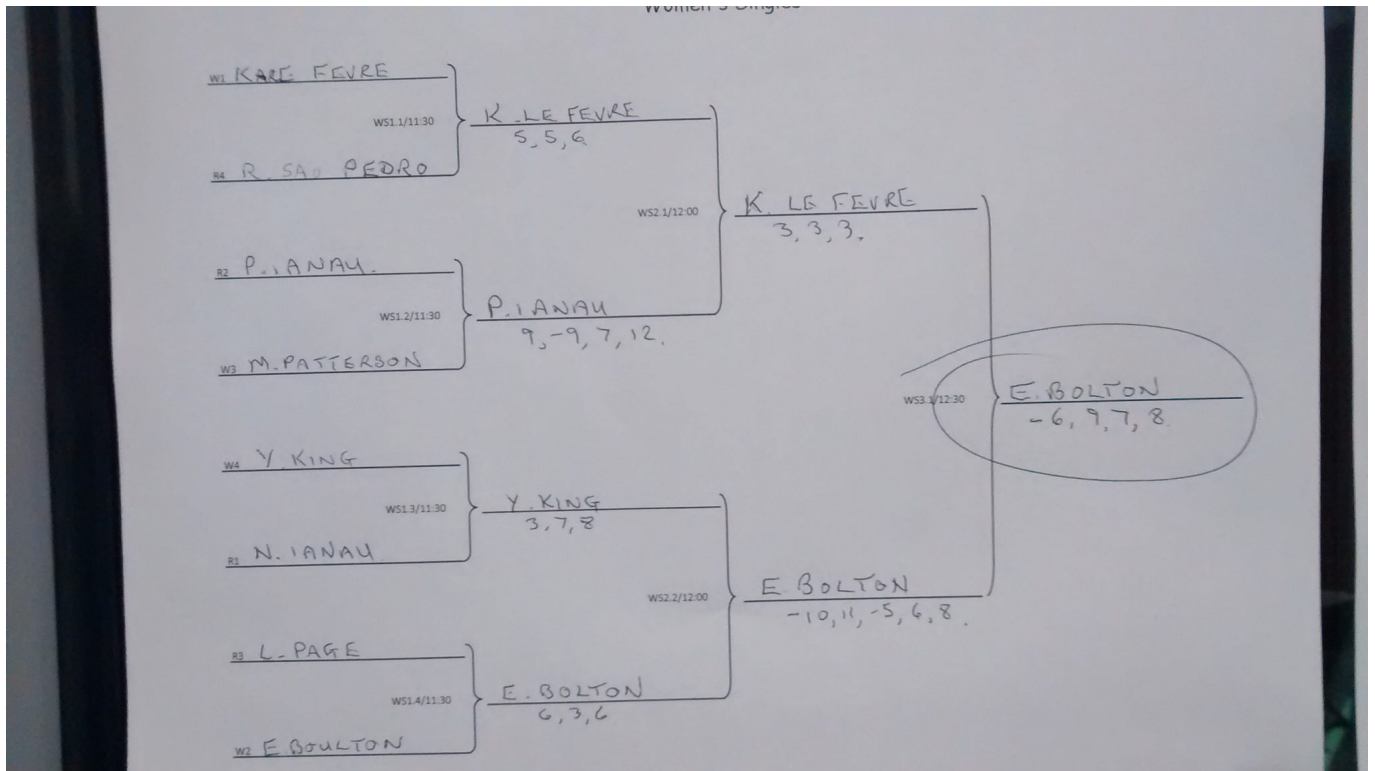 Women's Singles
W1 KARE FEVRE
WS1.1/11:30
K. LE FEVRE
5, 5, 6
R4 R. SAO PEDRO
WS2.1/12:00
K. LE FEVRE
3, 3, 3.
R2 P. IANAU.
WS1.2/11:30
P. IANAU
9, -9, 7, 12.
W3 M. PATTERSON
WS3.1/12:30
E. BOLTON
-6, 9, 7, 8
W4 Y. KING
WS1.3/11:30
Y. KING
3, 7, 8
R1 N. IANAU
WS2.2/12:00
E. BOLTON
-10, 11, -5, 6, 8.
R3 L. PAGE
WS1.4/11:30
E. BOLTON
6, 3, 6
W2 E BOULTON